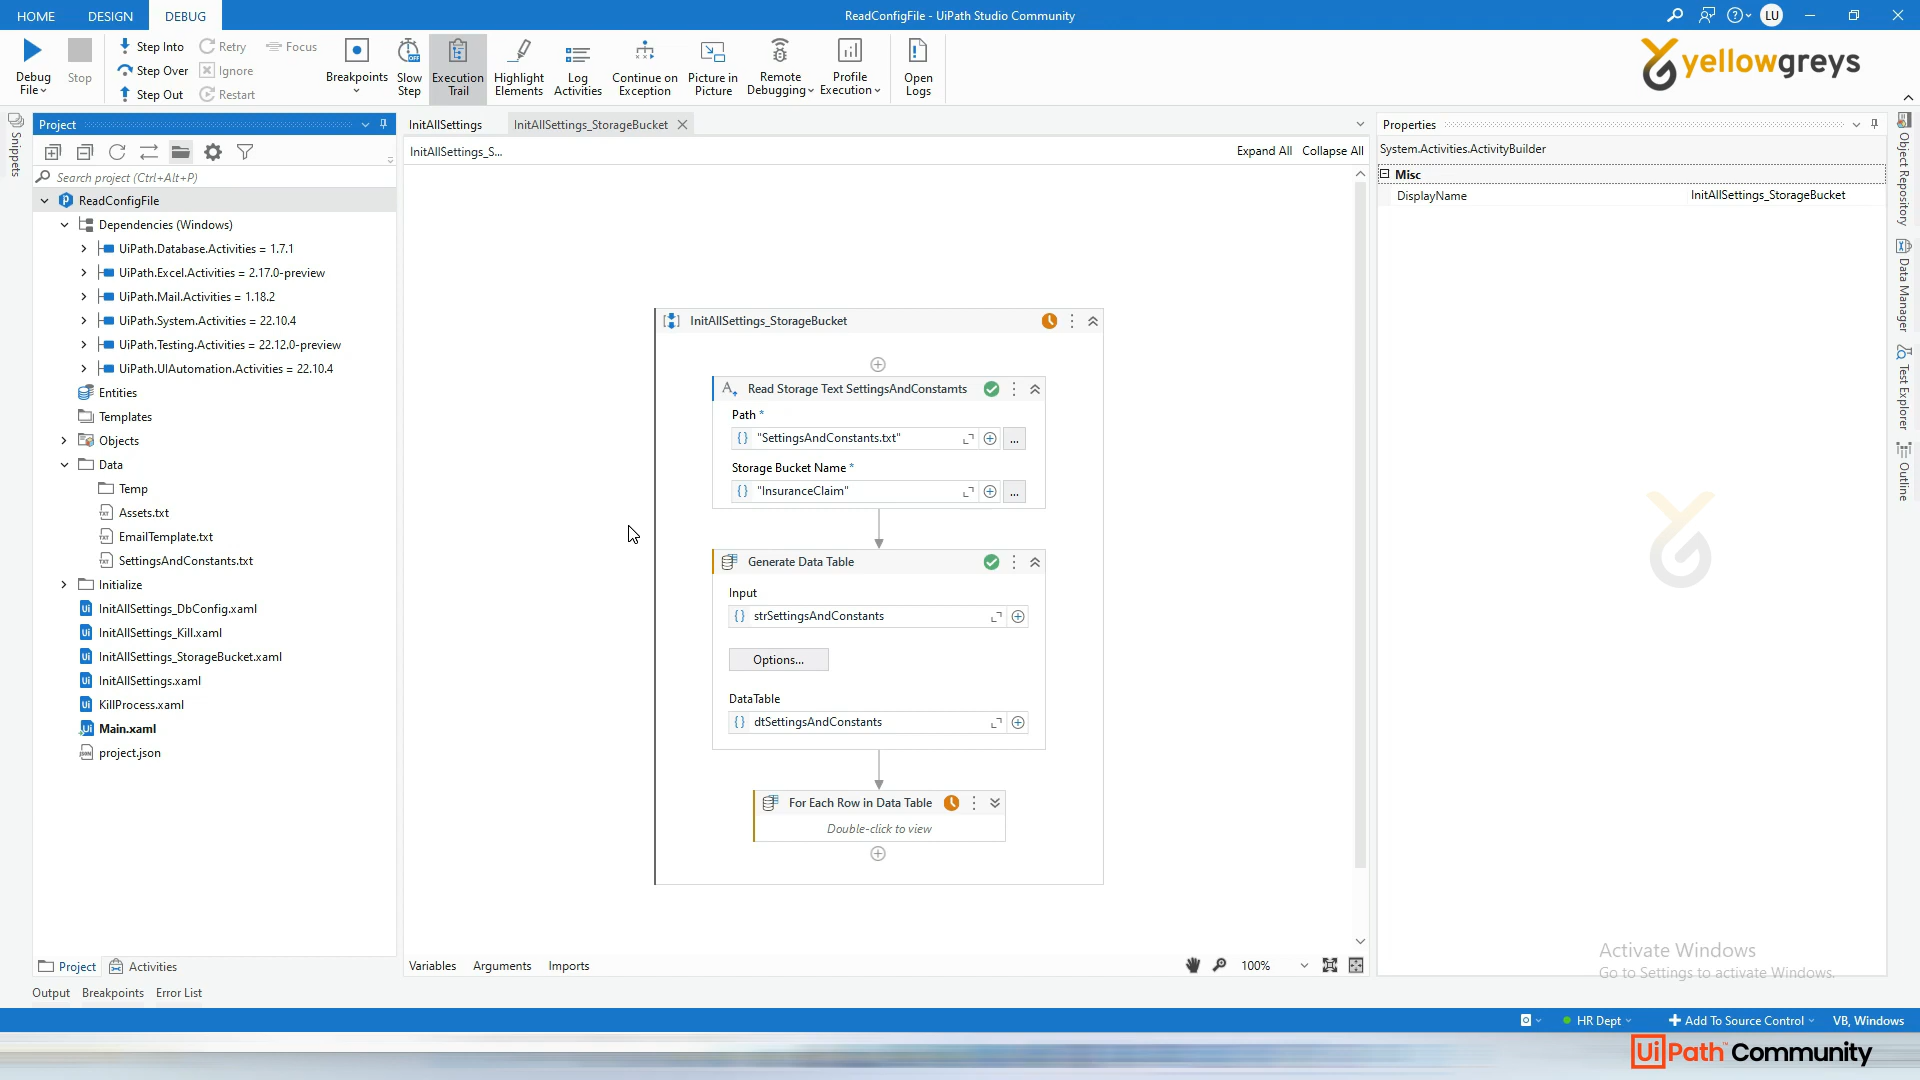 HOME
DESIGN
DEBUG
ReadConfigFile - UiPath Studio Community
LU
Debug File
Stop
Step Into
Step Over
Step Out
Retry
Ignore
Restart
Focus
Breakpoints
Slow Step
Execution Trail
Highlight Elements
Log Activities
Continue on Exception
Picture in Picture
Remote Debugging
Profile Execution
Open Logs
yellowgreys
Snippets
Project
Search project (Ctrl+Alt+P)
ReadConfigFile
Dependencies (Windows)
UiPath.Database.Activities = 1.7.1
UiPath.Excel.Activities = 2.17.0-preview
UiPath.Mail.Activities = 1.18.2
UiPath.System.Activities = 22.10.4
UiPath.Testing.Activities = 22.12.0-preview
UiPath.UIAutomation.Activities = 22.10.4
Entities
Templates
Objects
Data
Temp
Assets.txt
EmailTemplate.txt
SettingsAndConstants.txt
Initialize
InitAllSettings_DbConfig.xaml
InitAllSettings_Kill.xaml
InitAllSettings_StorageBucket.xaml
InitAllSettings.xaml
KillProcess.xaml
Main.xaml
project.json
Project
Activities
InitAllSettings
InitAllSettings_StorageBucket
InitAllSettings_S...
Expand All
Collapse All
InitAllSettings_StorageBucket
Read Storage Text SettingsAndConstamts
Path *
"SettingsAndConstants.txt"
...
Storage Bucket Name *
"InsuranceClaim"
...
Generate Data Table
Input
strSettingsAndConstants
Options...
DataTable
dtSettingsAndConstants
For Each Row in Data Table
Double-click to view
Variables
Arguments
Imports
100%
Properties
System.Activities.ActivityBuilder
Misc
DisplayName
InitAllSettings_StorageBucket
Object Repository
Data Manager
Test Explorer
Outline
Activate Windows
Go to Settings to activate Windows.
Output
Breakpoints
Error List
HR Dept
Add To Source Control
VB, Windows
UiPath™ Community